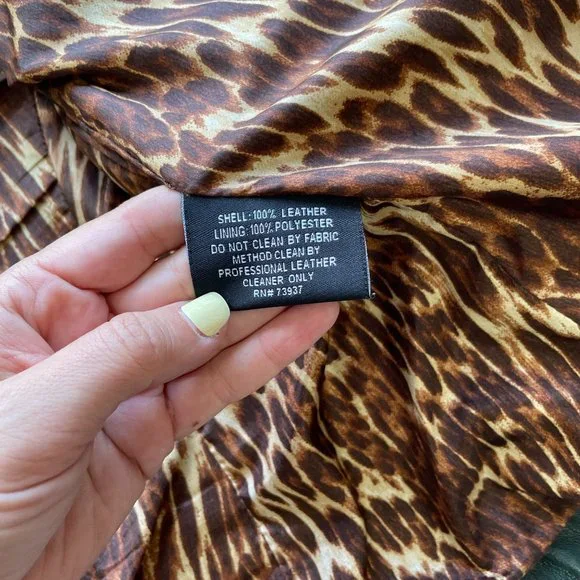 SHELL: 100% LEATHER
LINING: 100% POLYESTER
DO NOT CLEAN BY FABRIC
METHOD CLEAN BY
PROFESSIONAL LEATHER
CLEANER ONLY
RN# 73937